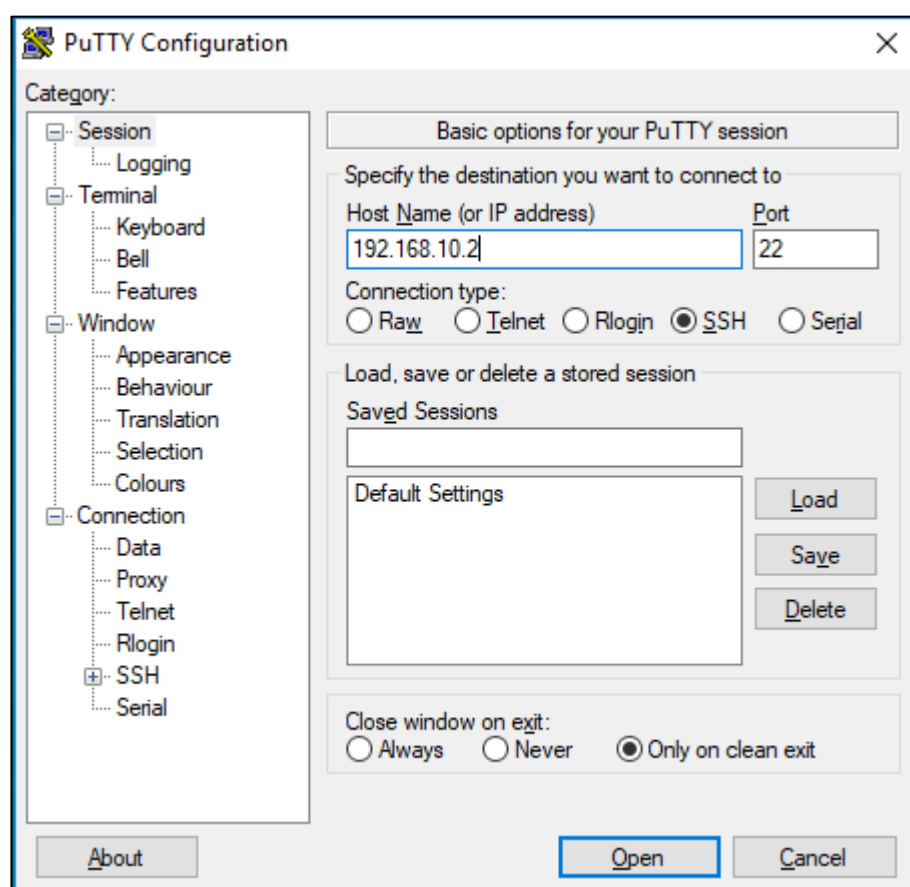 PuTTY Configuration
Category:
Session
Logging
Terminal
Keyboard
Bell
Features
Window
Appearance
Behaviour
Translation
Selection
Colours
Connection
Data
Proxy
Telnet
Rlogin
SSH
Serial
Basic options for your PuTTY session
Specify the destination you want to connect to
Host Name (or IP address) Port
192.168.10.2 22
Connection type:
Raw Telnet Rlogin SSH Serial
Load, save or delete a stored session
Saved Sessions
Default Settings
Load
Save
Delete
Close window on exit:
Always Never Only on clean exit
About Open Cancel